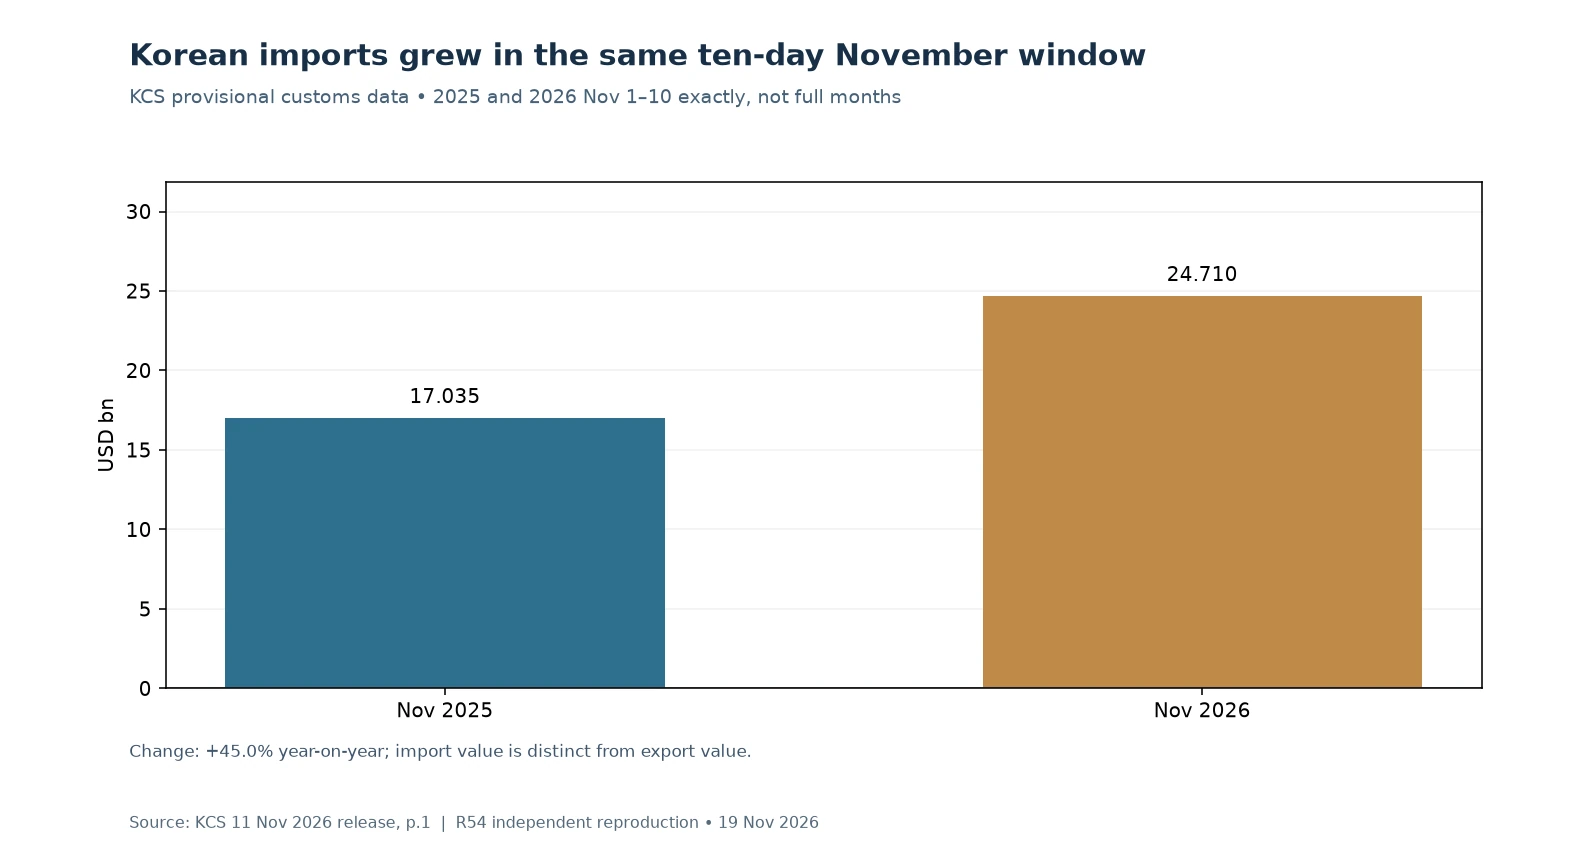 Korean imports grew in the same ten-day November window
KCS provisional customs data • 2025 and 2026 Nov 1–10 exactly, not full months
USD bn
30
25
20
15
10
5
0
17.035
24.710
Nov 2025
Nov 2026
Change: +45.0% year-on-year; import value is distinct from export value.
Source: KCS 11 Nov 2026 release, p.1 | R54 independent reproduction • 19 Nov 2026